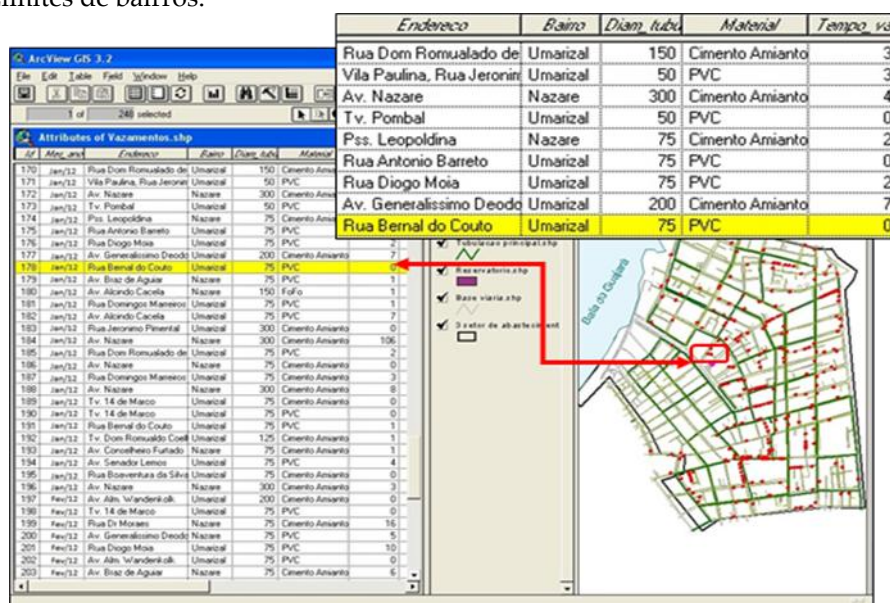 limites de bairros.
Endereco Bairro Diam_tubu Material Tempo_va
Rua Dom Romualado de Umarizal 150 Cimento Amianto 3
Vila Paulina, Rua Jeronim Umarizal 50 PVC 3
Av. Nazare Nazare 300 Cimento Amianto 4
Tv. Pombal Umarizal 50 PVC 0
Pss. Leopoldina Nazare 75 Cimento Amianto 2
Rua Antonio Barreto Umarizal 75 PVC 0
Rua Diogo Moia Umarizal 75 PVC 2
Av. Generalissimo Deodo Umarizal 200 Cimento Amianto 7
Rua Bernal do Couto Umarizal 75 PVC 0
ArcView GIS 3.2
File Edit Table Field Window Help
1 of 240 selected
Attributes of Vazamentos.shp
Id Mes_ano Endereco Bairro Diam_tubu Material
170 Jan/12 Rua Dom Romualado de Umarizal 150 Cimento Amia
171 Jan/12 Vila Paulina, Rua Jeronim Umarizal 50 PVC
172 Jan/12 Av. Nazare Nazare 300 Cimento Amia
173 Jan/12 Tv. Pombal Umarizal 50 PVC
174 Jan/12 Pss. Leopoldina Nazare 75 Cimento Amia
175 Jan/12 Rua Antonio Barreto Umarizal 75 PVC
176 Jan/12 Rua Diogo Moia Umarizal 75 PVC 2
177 Jan/12 Av. Generalissimo Deodo Umarizal 200 Cimento Amianto 7
178 Jan/12 Rua Bernal do Couto Umarizal 75 PVC 0
179 Jan/12 Av. Braz de Aguiar Nazare 75 PVC 1
180 Jan/12 Av. Alcindo Cacela Nazare 150 FoFo 1
181 Jan/12 Rua Domingos Marreiros Umarizal 75 PVC 1
182 Jan/12 Av. Alcindo Cacela Umarizal 75 PVC 7
183 Jan/12 Rua Jeronimo Pimental Umarizal 300 Cimento Amianto 0
184 Jan/12 Av. Nazare Nazare 300 Cimento Amianto 106
185 Jan/12 Rua Dom Romualado de Umarizal 75 PVC 2
186 Jan/12 Av. Nazare Nazare 75 Cimento Amianto 0
187 Jan/12 Rua Domingos Marreiros Umarizal 75 Cimento Amianto 3
188 Jan/12 Av. Nazare Nazare 300 Cimento Amianto 8
189 Jan/12 Tv. 14 de Marco Umarizal 75 PVC 0
190 Jan/12 Tv. 14 de Marco Umarizal 75 PVC 0
191 Jan/12 Rua Bernal do Couto Umarizal 75 PVC 1
192 Jan/12 Tv. Dom Romualdo Coell Umarizal 125 Cimento Amianto 1
193 Jan/12 Av. Conselheiro Furtado Nazare 75 Cimento Amianto 1
194 Jan/12 Av. Senador Lemos Umarizal 75 PVC 4
195 Jan/12 Rua Boaventura da Silva Umarizal 75 Cimento Amianto 0
196 Jan/12 Av. Nazare Nazare 300 Cimento Amianto 3
197 Fev/12 Av. Alm. Wandenkolk. Umarizal 200 Cimento Amianto 0
198 Fev/12 Tv. 14 de Marco Umarizal 75 PVC 0
199 Fev/12 Rua Dr Moraes Nazare 75 Cimento Amianto 16
200 Fev/12 Av. Generalissimo Deodo Nazare 75 PVC 5
201 Fev/12 Rua Diogo Moia Umarizal 75 PVC 10
202 Fev/12 Av. Alm. Wandenkolk. Umarizal 75 PVC 0
203 Fev/12 Av. Braz de Aguiar Nazare 75 Cimento Amianto 6
Tubulacao principal.shp
Reservatorio.shp
Base viaria.shp
3 setor de abasteciment
Baía do Guajará